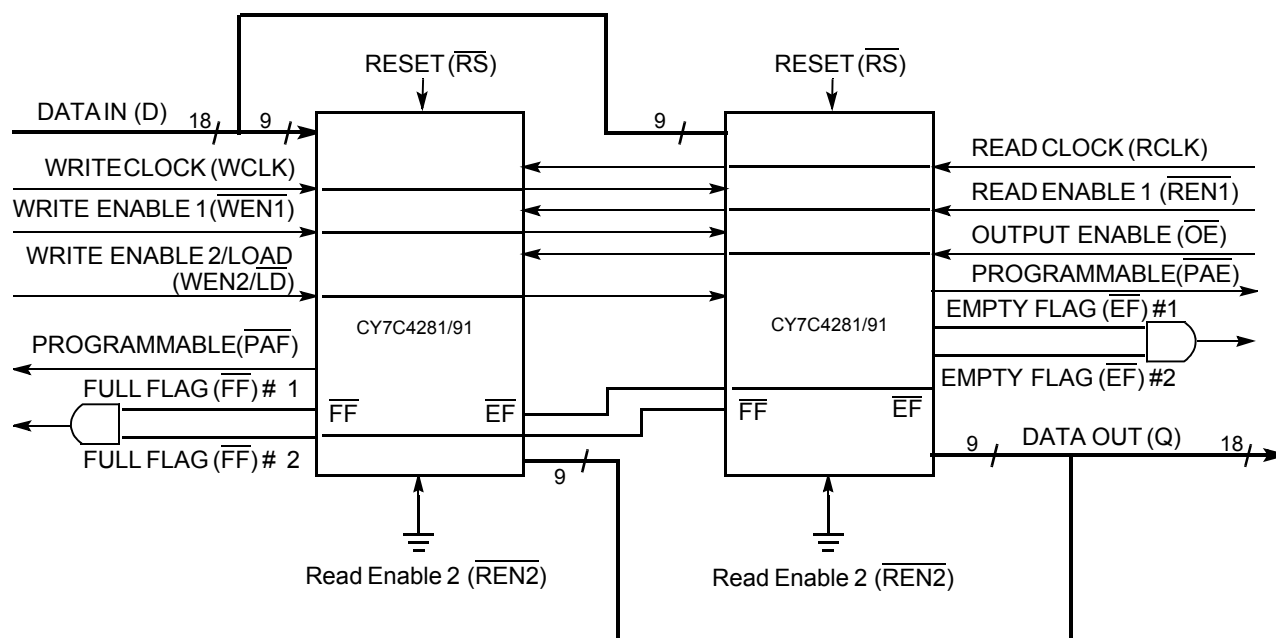 RESET (RS)
RESET (RS)
DATA IN (D)
18
9
9
WRITE CLOCK (WCLK)
READ CLOCK (RCLK)
WRITE ENABLE 1 (WEN1)
READ ENABLE 1 (REN1)
WRITE ENABLE 2/LOAD
(WEN2/LD)
OUTPUT ENABLE (OE)
PROGRAMMABLE (PAE)
CY7C4281/91
CY7C4281/91
EMPTY FLAG (EF) #1
PROGRAMMABLE (PAF)
EMPTY FLAG (EF) #2
FULL FLAG (FF) # 1
FF
EF
FF
EF
FULL FLAG (FF) # 2
9
9
DATA OUT (Q)
18
Read Enable 2 (REN2)
Read Enable 2 (REN2)